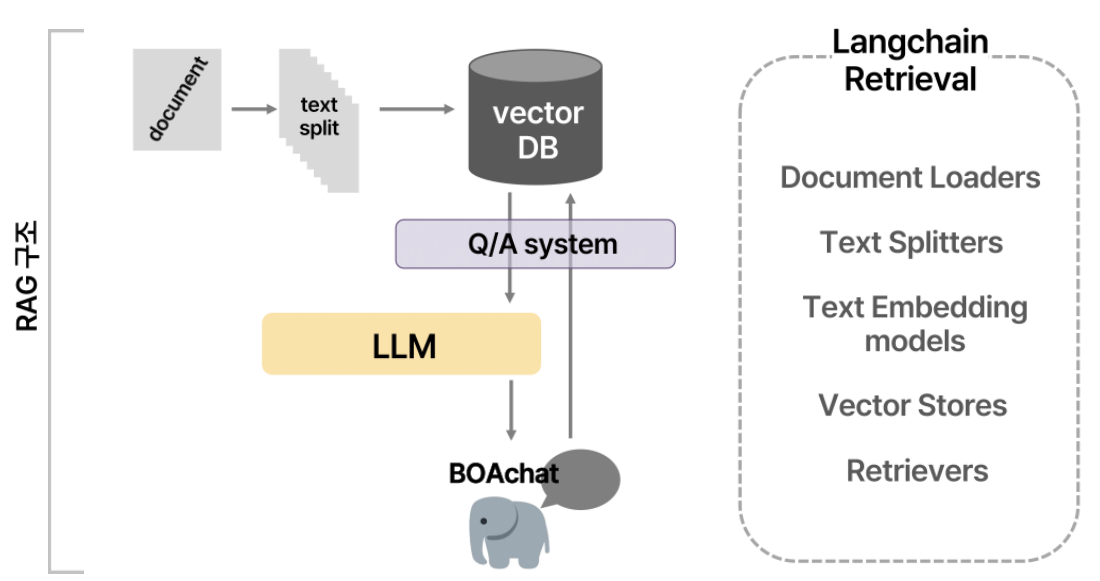 RAG 구조
document
text
split
vector
DB
Q/A system
LLM
BOAchat
Langchain
Retrieval
Document Loaders
Text Splitters
Text Embedding
models
Vector Stores
Retrievers